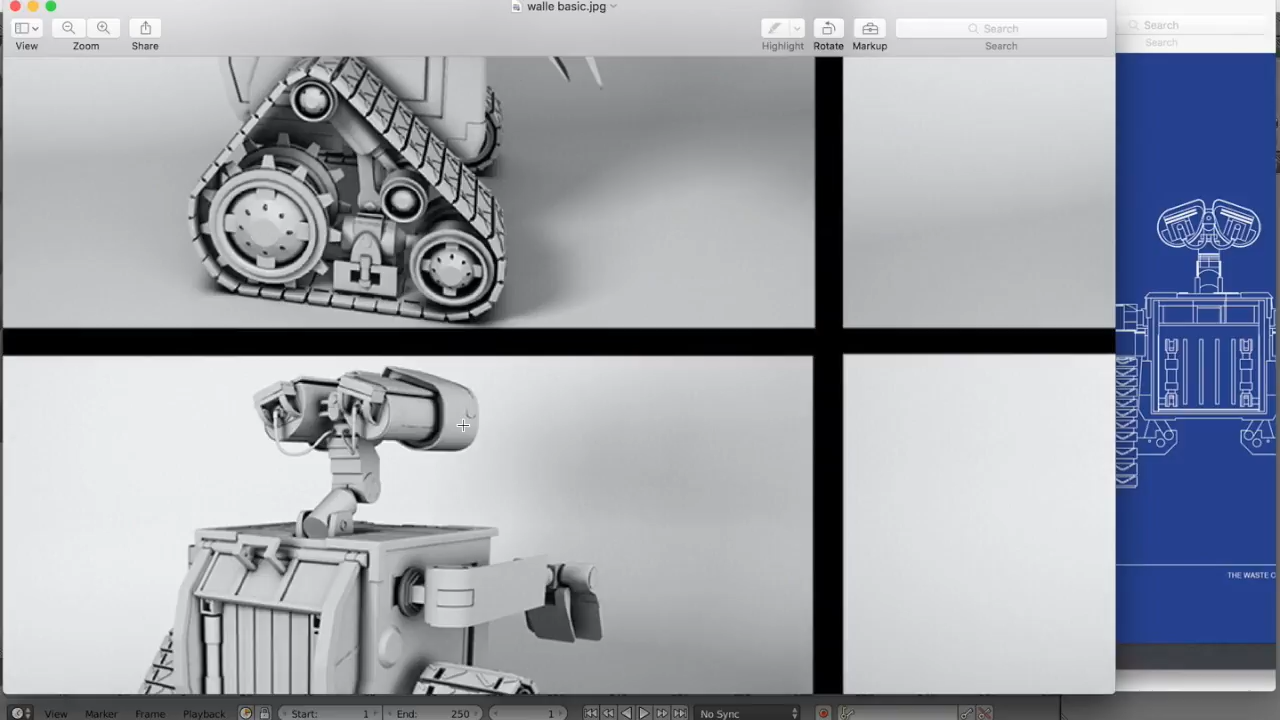 walle basic.jpg
View
Zoom
Share
Highlight
Rotate
Markup
Search
Search
Search
Search
THE WASTE C
View
Marker
Frame
Playback
Start:
1
End:
250
1
No Sync